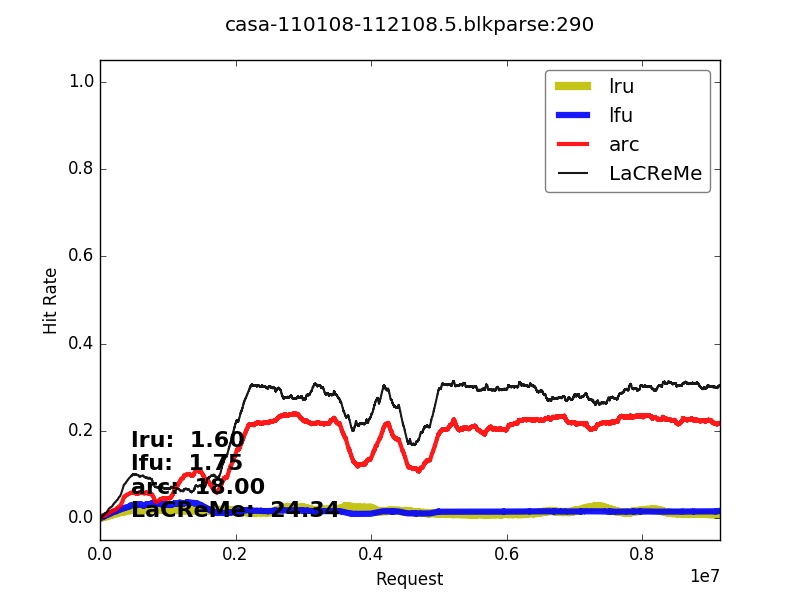 casa-110108-112108.5.blkparse:290
1.0
0.8
0.6
0.4
0.2
0.0
Hit Rate
lru
lfu
arc
LaCReMe
lru: 1.60
lfu: 1.75
arc: 18.00
LaCReMe: 24.34
0.0 0.2 0.4 0.6 0.8
1e7
Request